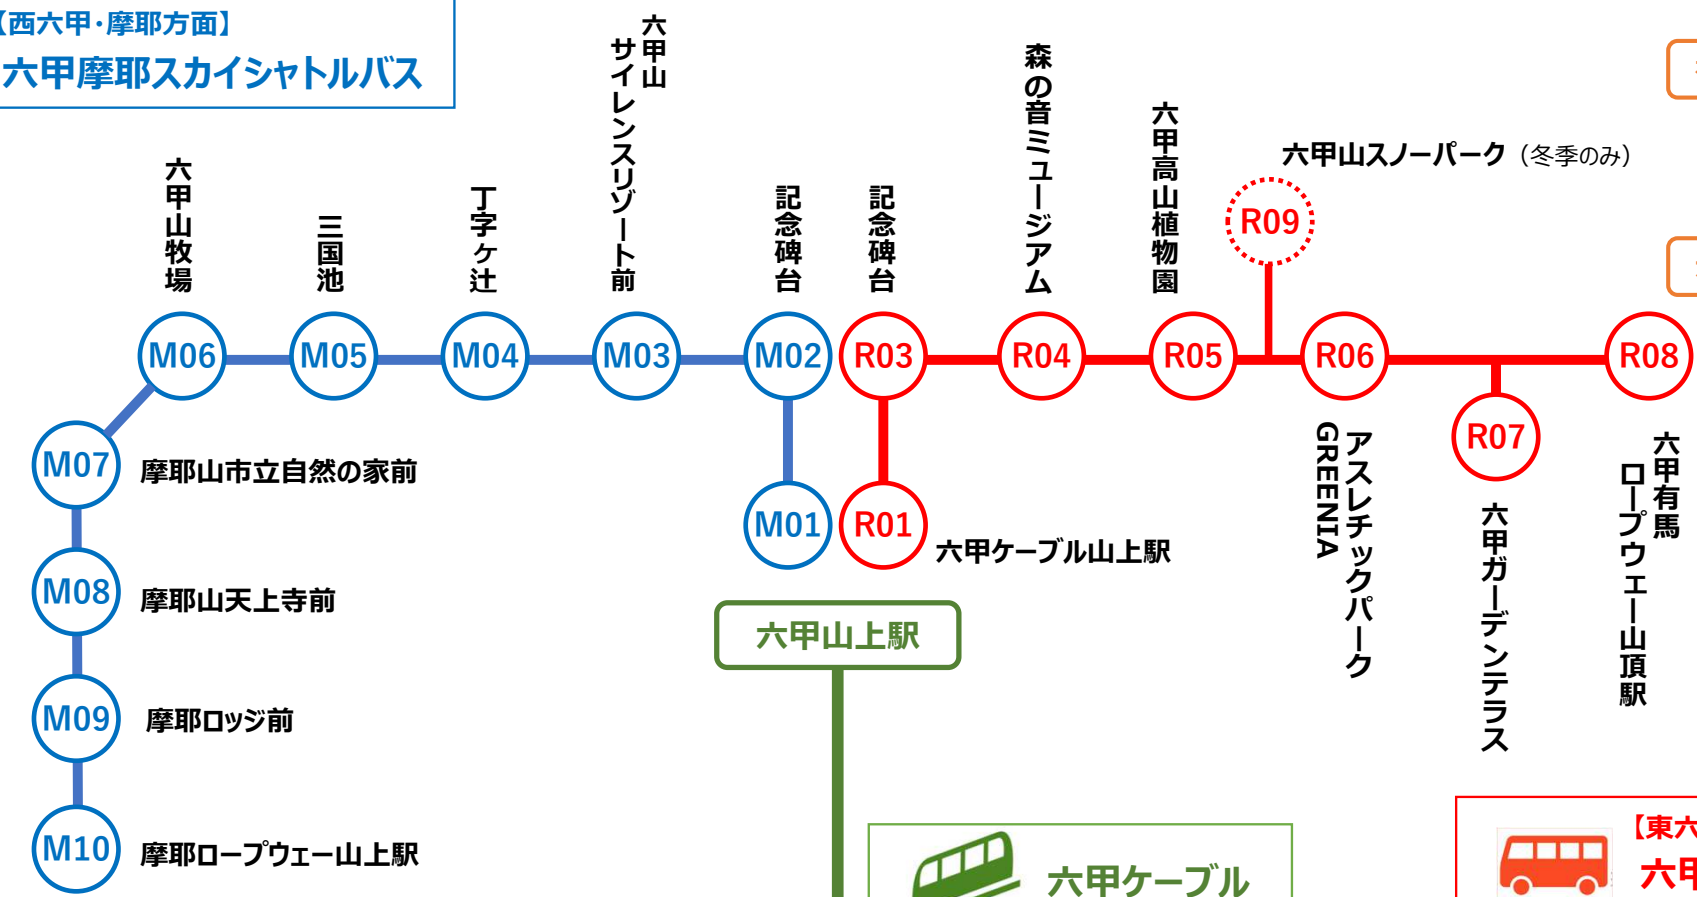 【西六甲・摩耶方面】
六甲摩耶スカイシャトルバス
六甲山
サイレンスリゾート前
森の音ミュージアム
六甲高山植物園
六甲山スノーパーク（冬季のみ）
R09
六甲山牧場
三国池
丁字ヶ辻
記念碑台
記念碑台
M06
M05
M04
M03
M02
R03
R04
R05
R06
R08
R07
M07
摩耶山市立自然の家前
M01
R01
六甲ケーブル山上駅
アスレチックパーク
GREENIA
六甲ガーデンテラス
六甲有馬
ロープウェー山頂駅
M08
摩耶山天上寺前
六甲山上駅
M09
摩耶ロッジ前
M10
摩耶ロープウェー山上駅
六甲ケーブル
【東六
六甲